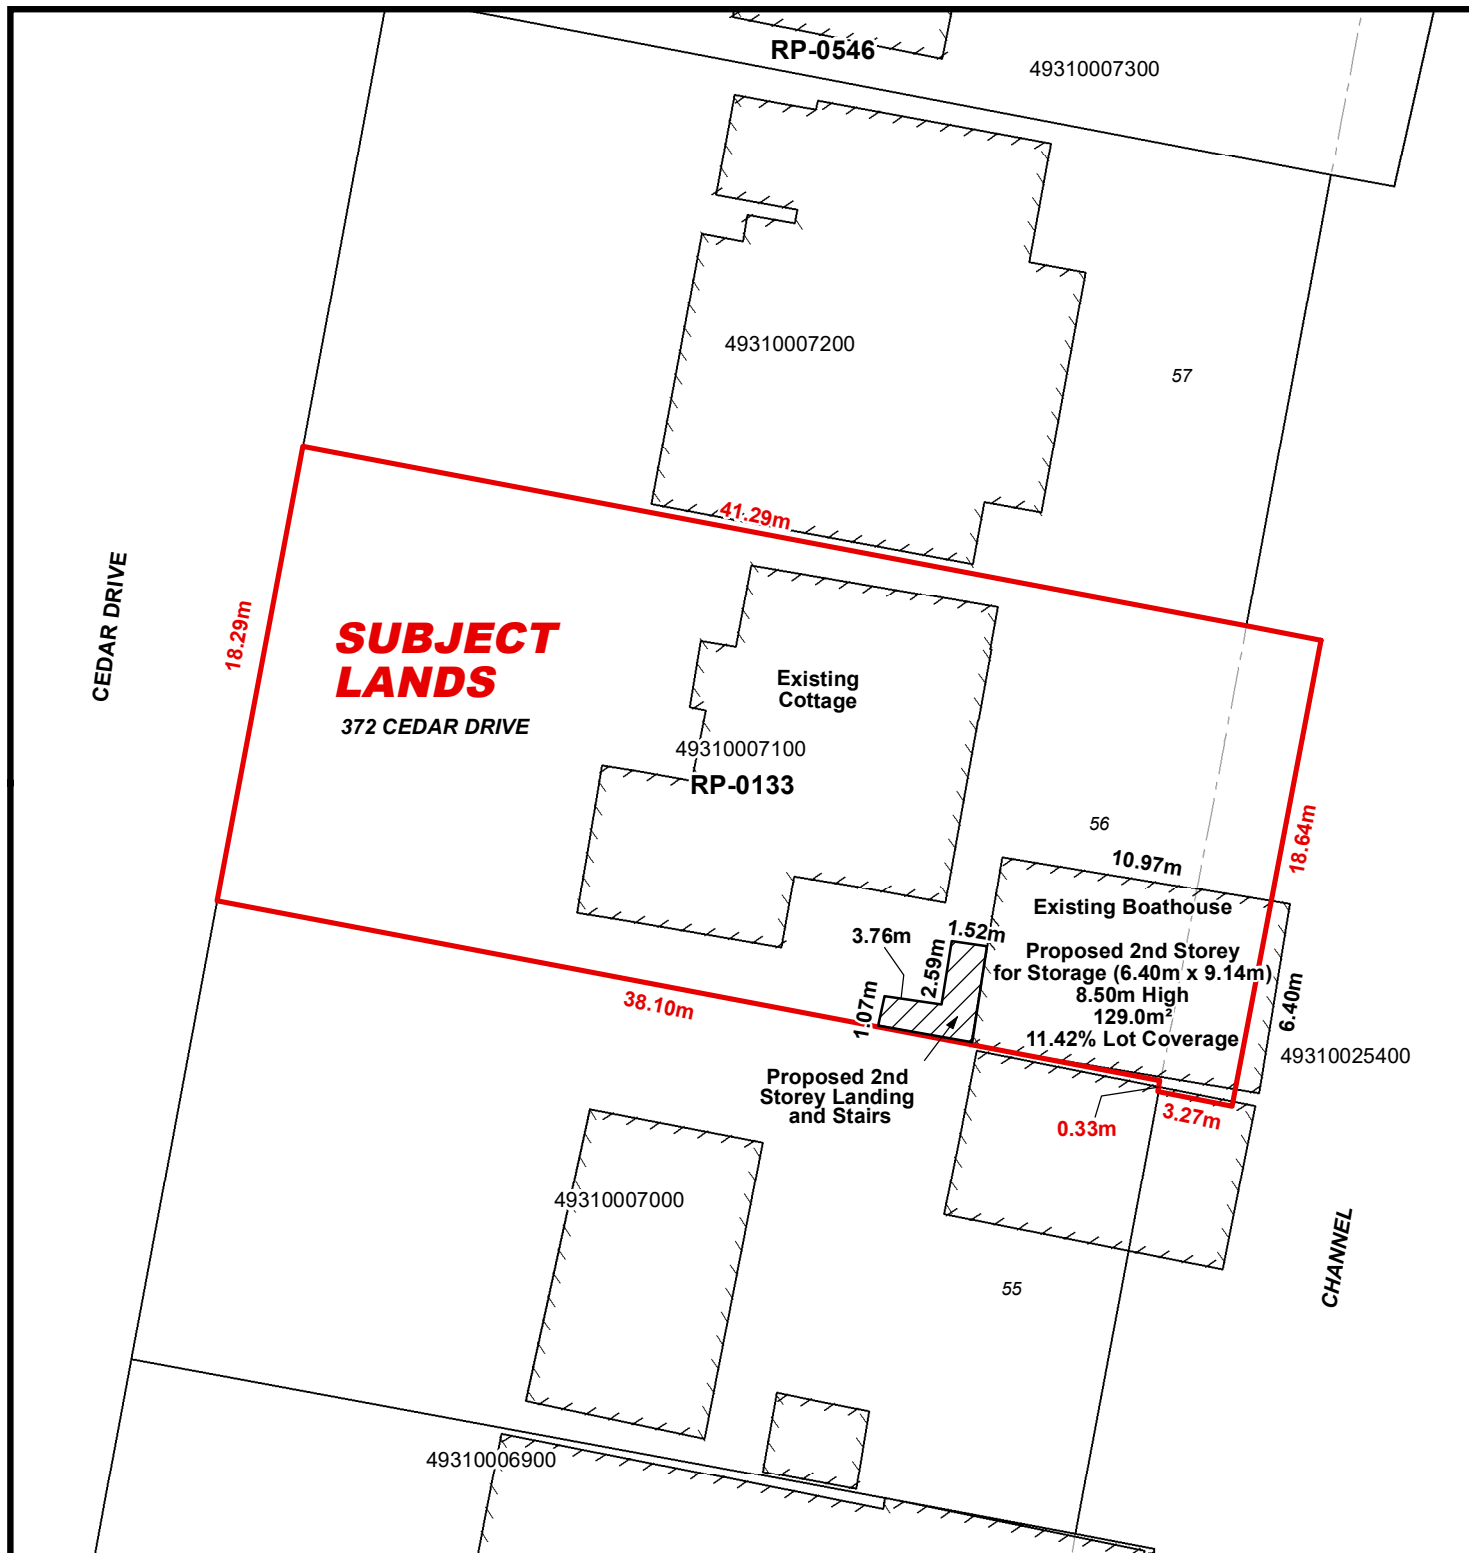 RP-0546
49310007300
49310007200
57
41.29m
CEDAR DRIVE
18.29m
SUBJECT
LANDS
372 CEDAR DRIVE
Existing
Cottage
49310007100
RP-0133
56
18.64m
10.97m
Existing Boathouse
Proposed 2nd Storey
for Storage (6.40m x 9.14m)
8.50m High
129.0m²
11.42% Lot Coverage
1.52m
3.76m
2.59m
1.07m
6.40m
38.10m
49310025400
Proposed 2nd
Storey Landing
and Stairs
0.33m
3.27m
49310007000
CHANNEL
55
49310006900